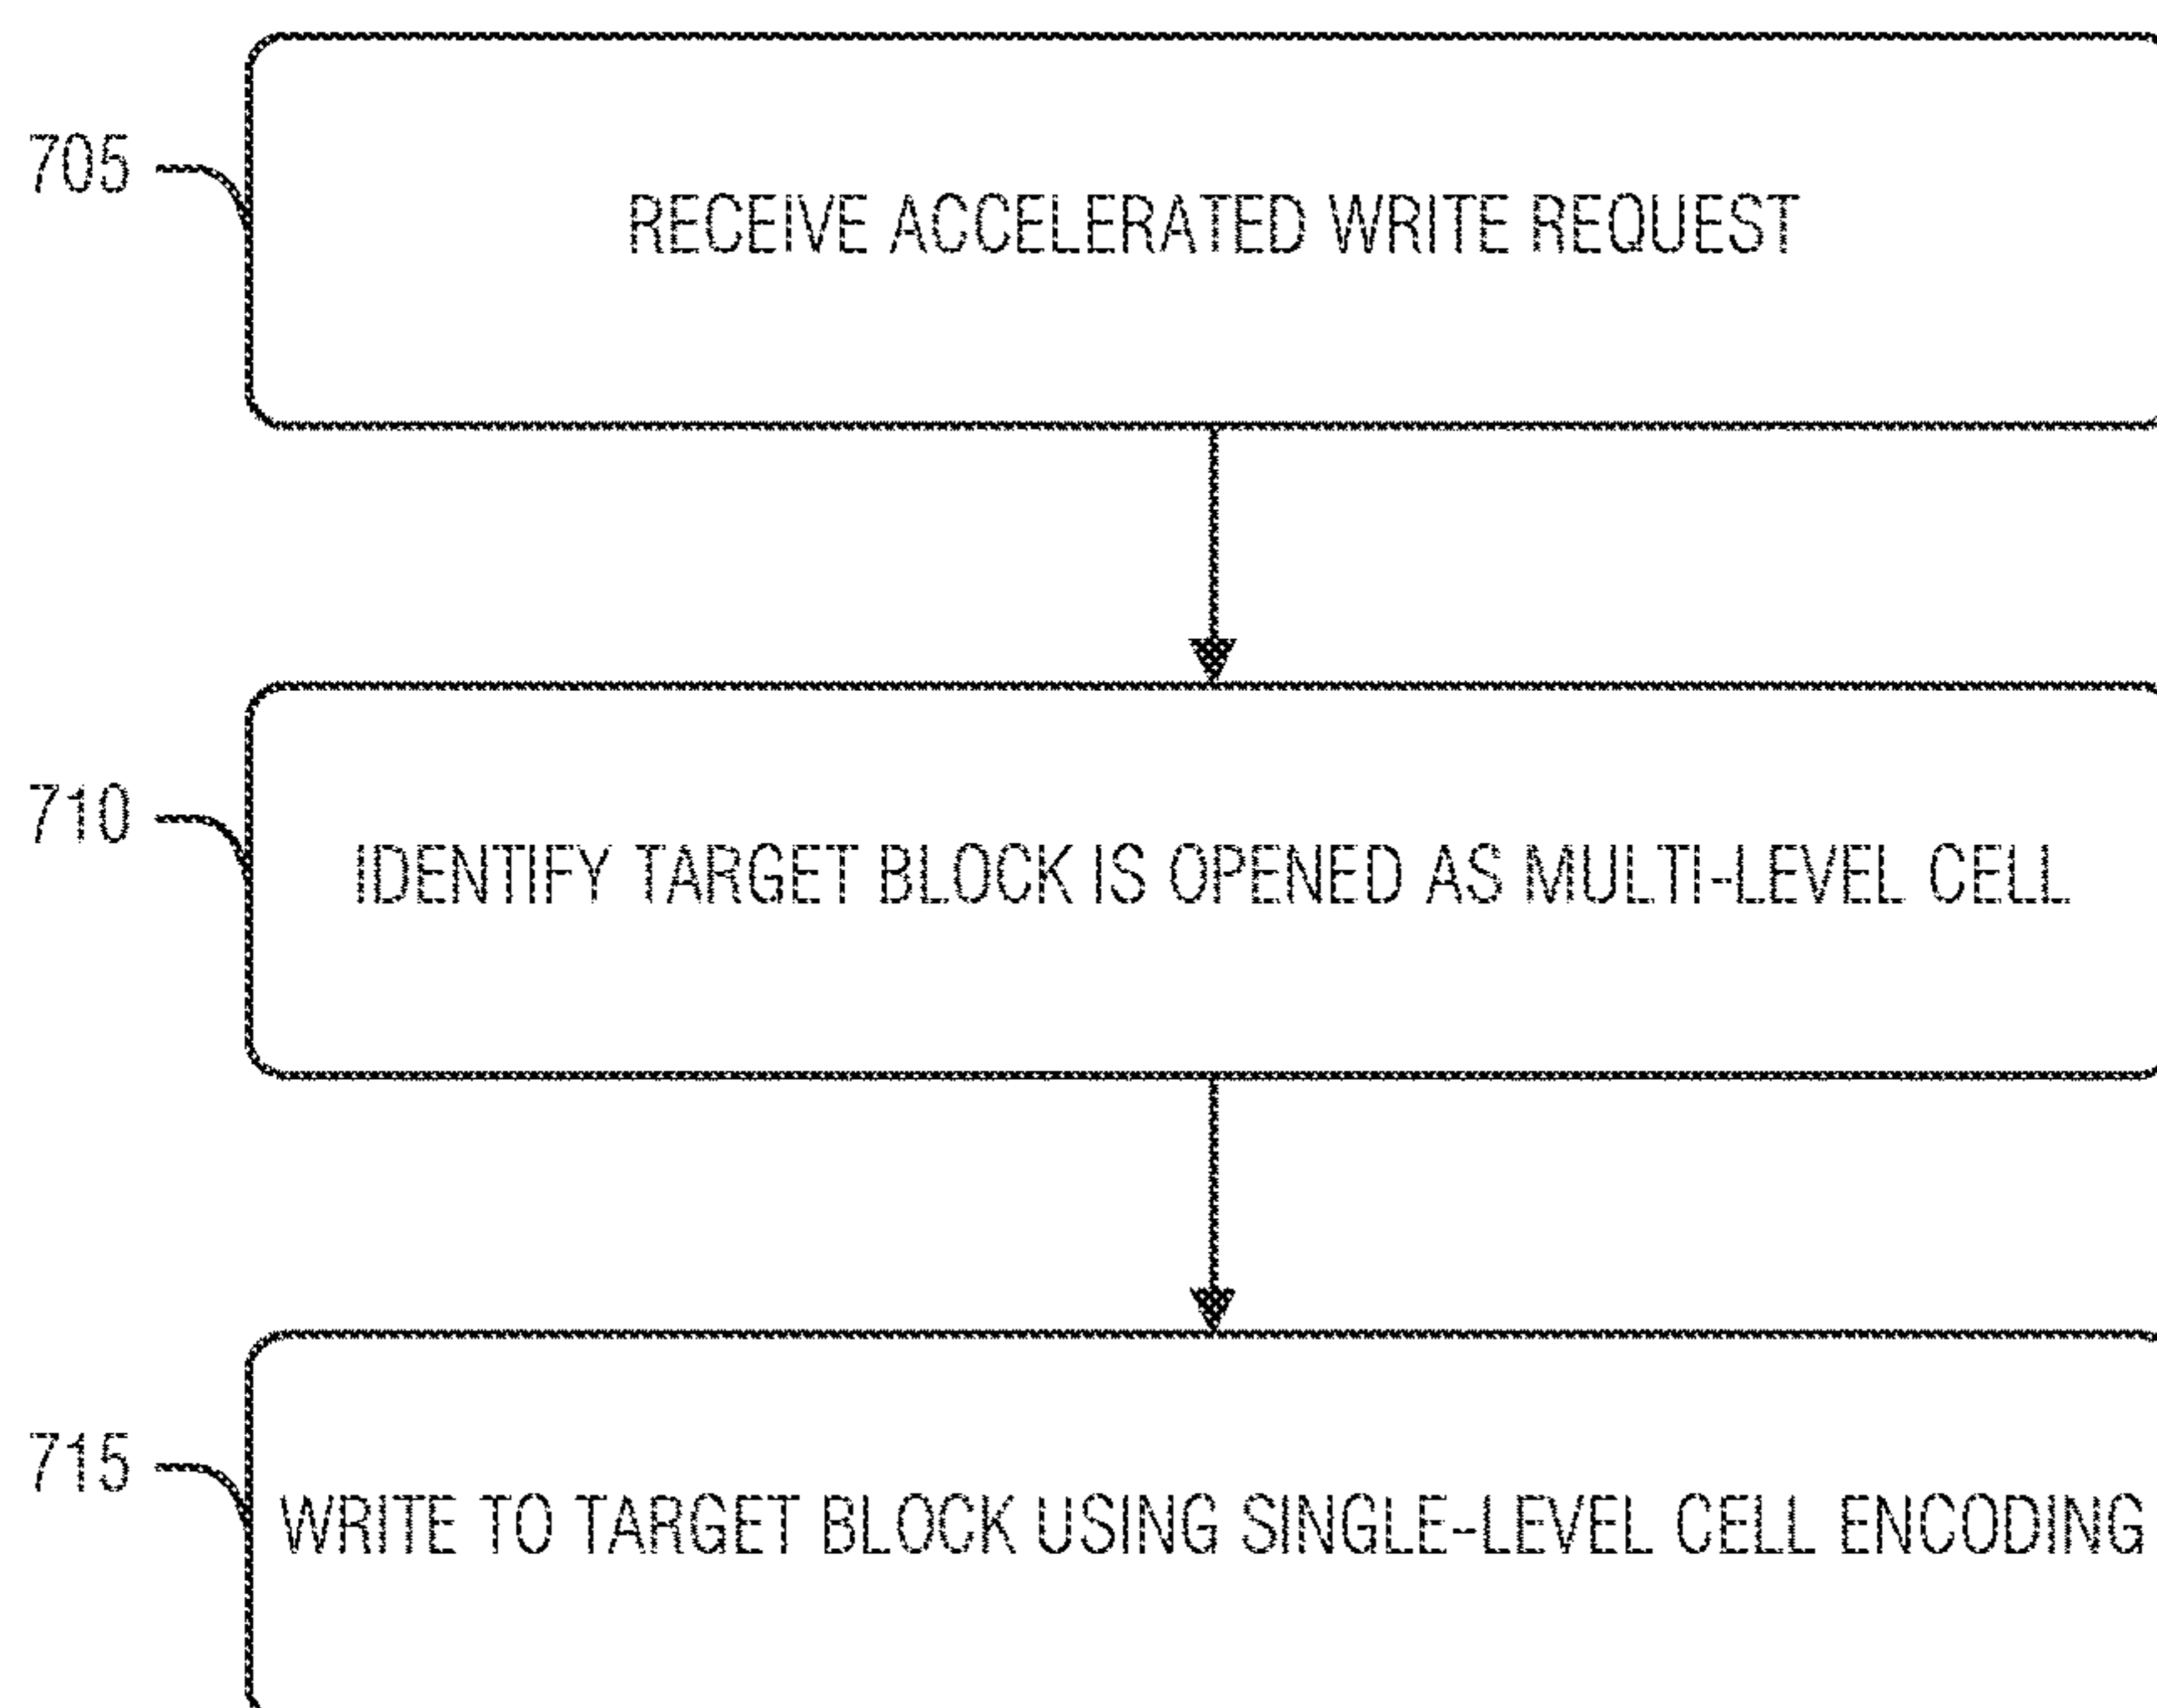 705
RECEIVE ACCELERATED WRITE REQUEST
710
IDENTIFY TARGET BLOCK IS OPENED AS MULTI-LEVEL CELL
715
WRITE TO TARGET BLOCK USING SINGLE-LEVEL CELL ENCODING